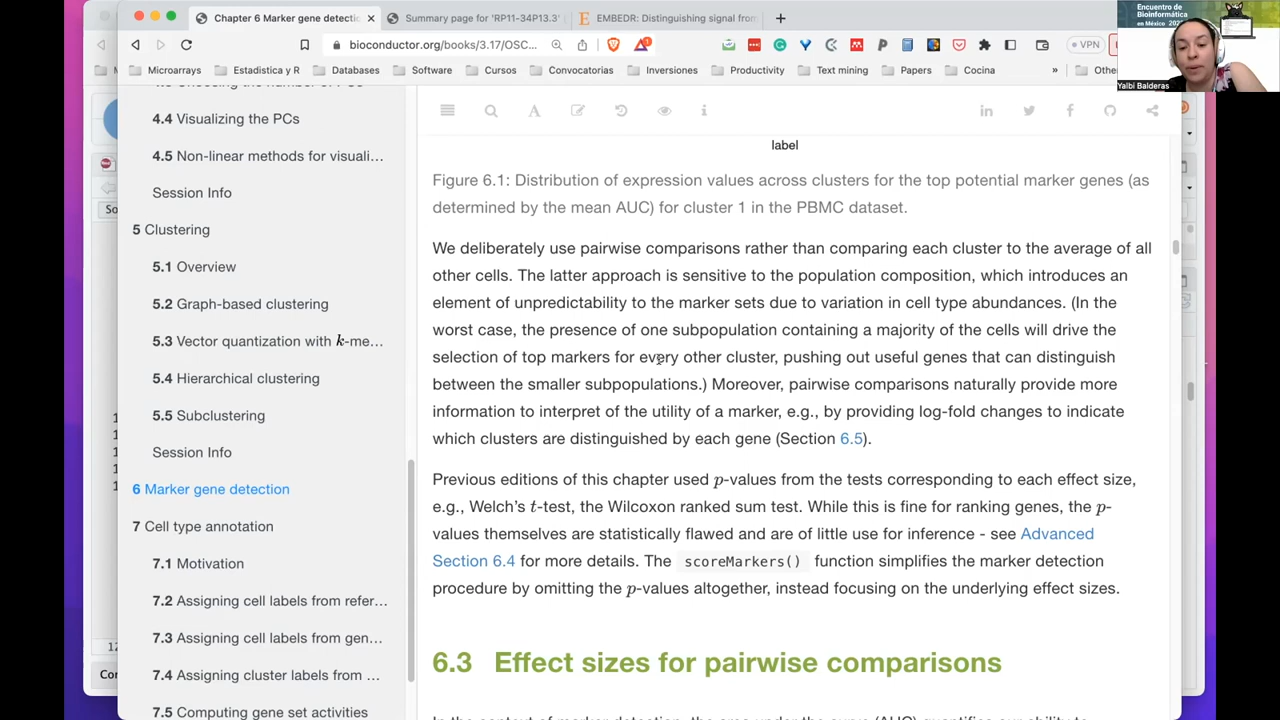 Chapter 6 Marker gene detectio
Summary page for 'RP11-34P13.3'
EMBEDR: Distinguishing signal from
Encuentro de
Bioinformática
en México
bioconductor.org/books/3.17/OSC...
VPN
Yalbi Balderas
Microarrays
Estadistica y R
Databases
Software
Cursos
Convocatorias
Inversiones
Productivity
Text mining
Papers
Cocina
»
4.4 Visualizing the PCs
4.5 Non-linear methods for visuali...
Session Info
5 Clustering
5.1 Overview
5.2 Graph-based clustering
5.3 Vector quantization with k-me...
5.4 Hierarchical clustering
5.5 Subclustering
Session Info
6 Marker gene detection
7 Cell type annotation
7.1 Motivation
7.2 Assigning cell labels from refer...
7.3 Assigning cell labels from gen...
7.4 Assigning cluster labels from ...
7.5 Computing gene set activities
label
Figure 6.1: Distribution of expression values across clusters for the top potential marker genes (as
determined by the mean AUC) for cluster 1 in the PBMC dataset.
We deliberately use pairwise comparisons rather than comparing each cluster to the average of all
other cells. The latter approach is sensitive to the population composition, which introduces an
element of unpredictability to the marker sets due to variation in cell type abundances. (In the
worst case, the presence of one subpopulation containing a majority of the cells will drive the
selection of top markers for every other cluster, pushing out useful genes that can distinguish
between the smaller subpopulations.) Moreover, pairwise comparisons naturally provide more
information to interpret of the utility of a marker, e.g., by providing log-fold changes to indicate
which clusters are distinguished by each gene (Section 6.5).
Previous editions of this chapter used p-values from the tests corresponding to each effect size,
e.g., Welch's t-test, the Wilcoxon ranked sum test. While this is fine for ranking genes, the p-
values themselves are statistically flawed and are of little use for inference - see Advanced
Section 6.4 for more details. The scoreMarkers() function simplifies the marker detection
procedure by omitting the p-values altogether, instead focusing on the underlying effect sizes.
6.3 Effect sizes for pairwise comparisons